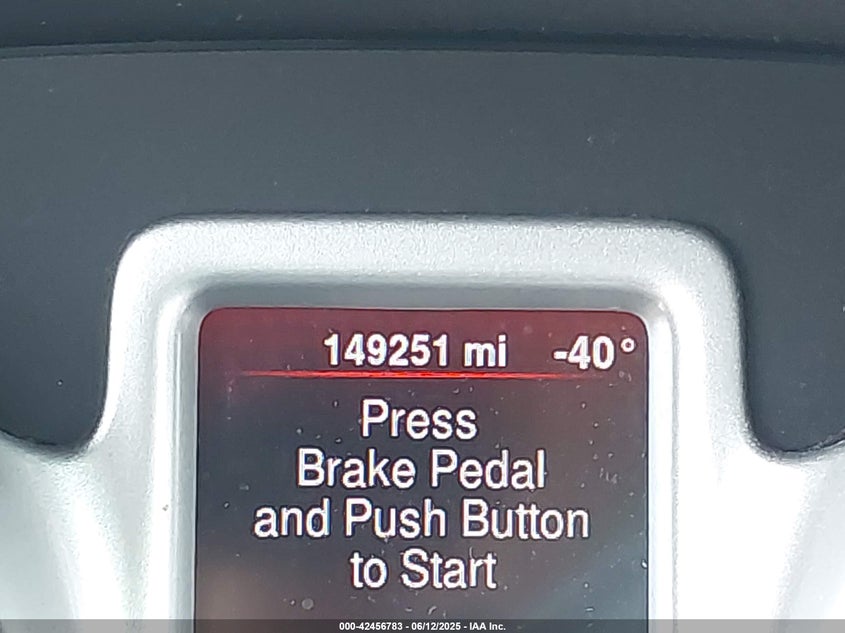 149251 mi -40°
Press
Brake Pedal
and Push Button
to Start
000-42456783 - 06/12/2025 - IAA Inc.